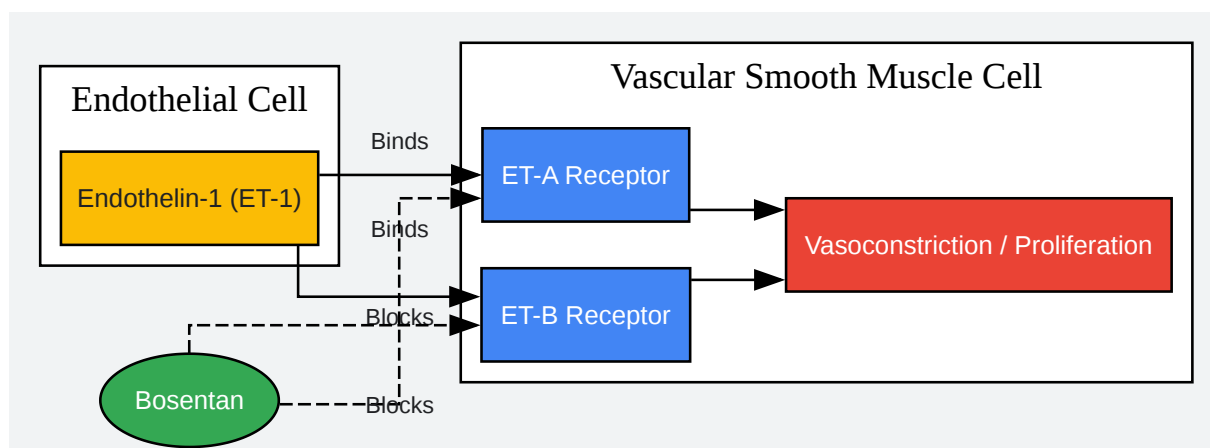 Endothelial Cell
Endothelin-1 (ET-1)
Vascular Smooth Muscle Cell
Binds
ET-A Receptor
Binds
Vasoconstriction / Proliferation
Blocks
ET-B Receptor
Bosentan
Blocks